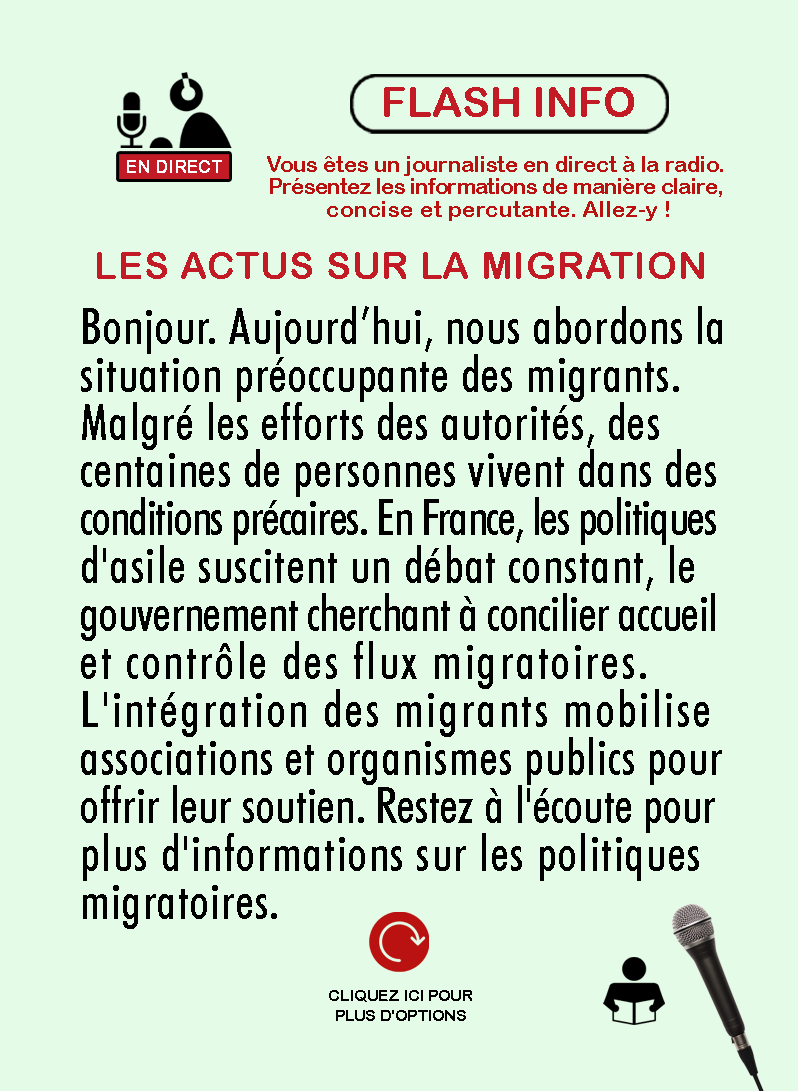 FLASH INFO
EN DIRECT
Vous êtes un journaliste en direct à la radio.
Présentez les informations de manière claire,
concise et percutante. Allez-y !
LES ACTUS SUR LA MIGRATION
Bonjour. Aujourd’hui, nous abordons la
situation préoccupante des migrants.
Malgré les efforts des autorités, des
centaines de personnes vivent dans des
conditions précaires. En France, les politiques
d'asile suscitent un débat constant, le
gouvernement cherchant à concilier accueil
et contrôle des flux migratoires.
L'intégration des migrants mobilise
associations et organismes publics pour
offrir leur soutien. Restez à l'écoute pour
plus d'informations sur les politiques
migratoires.
CLIQUEZ ICI POUR
PLUS D'OPTIONS